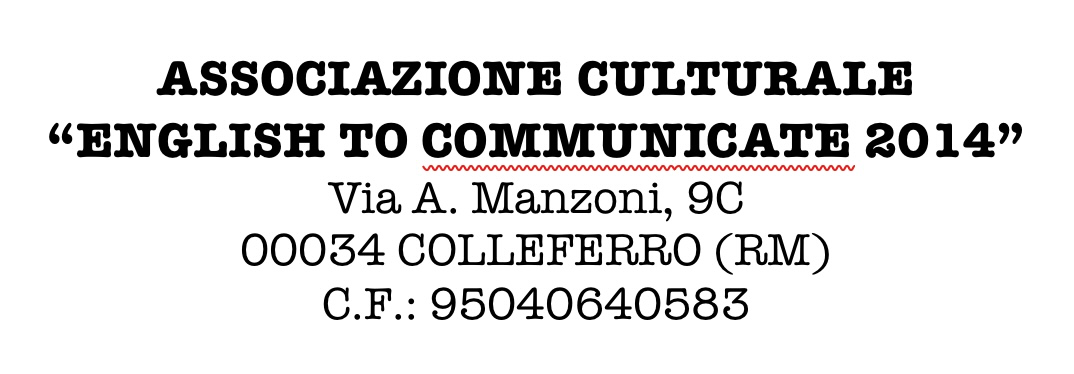 ASSOCIAZIONE CULTURALE
“ENGLISH TO COMMUNICATE 2014”
Via A. Manzoni, 9C
00034 COLLEFERRO (RM)
C.F.: 95040640583